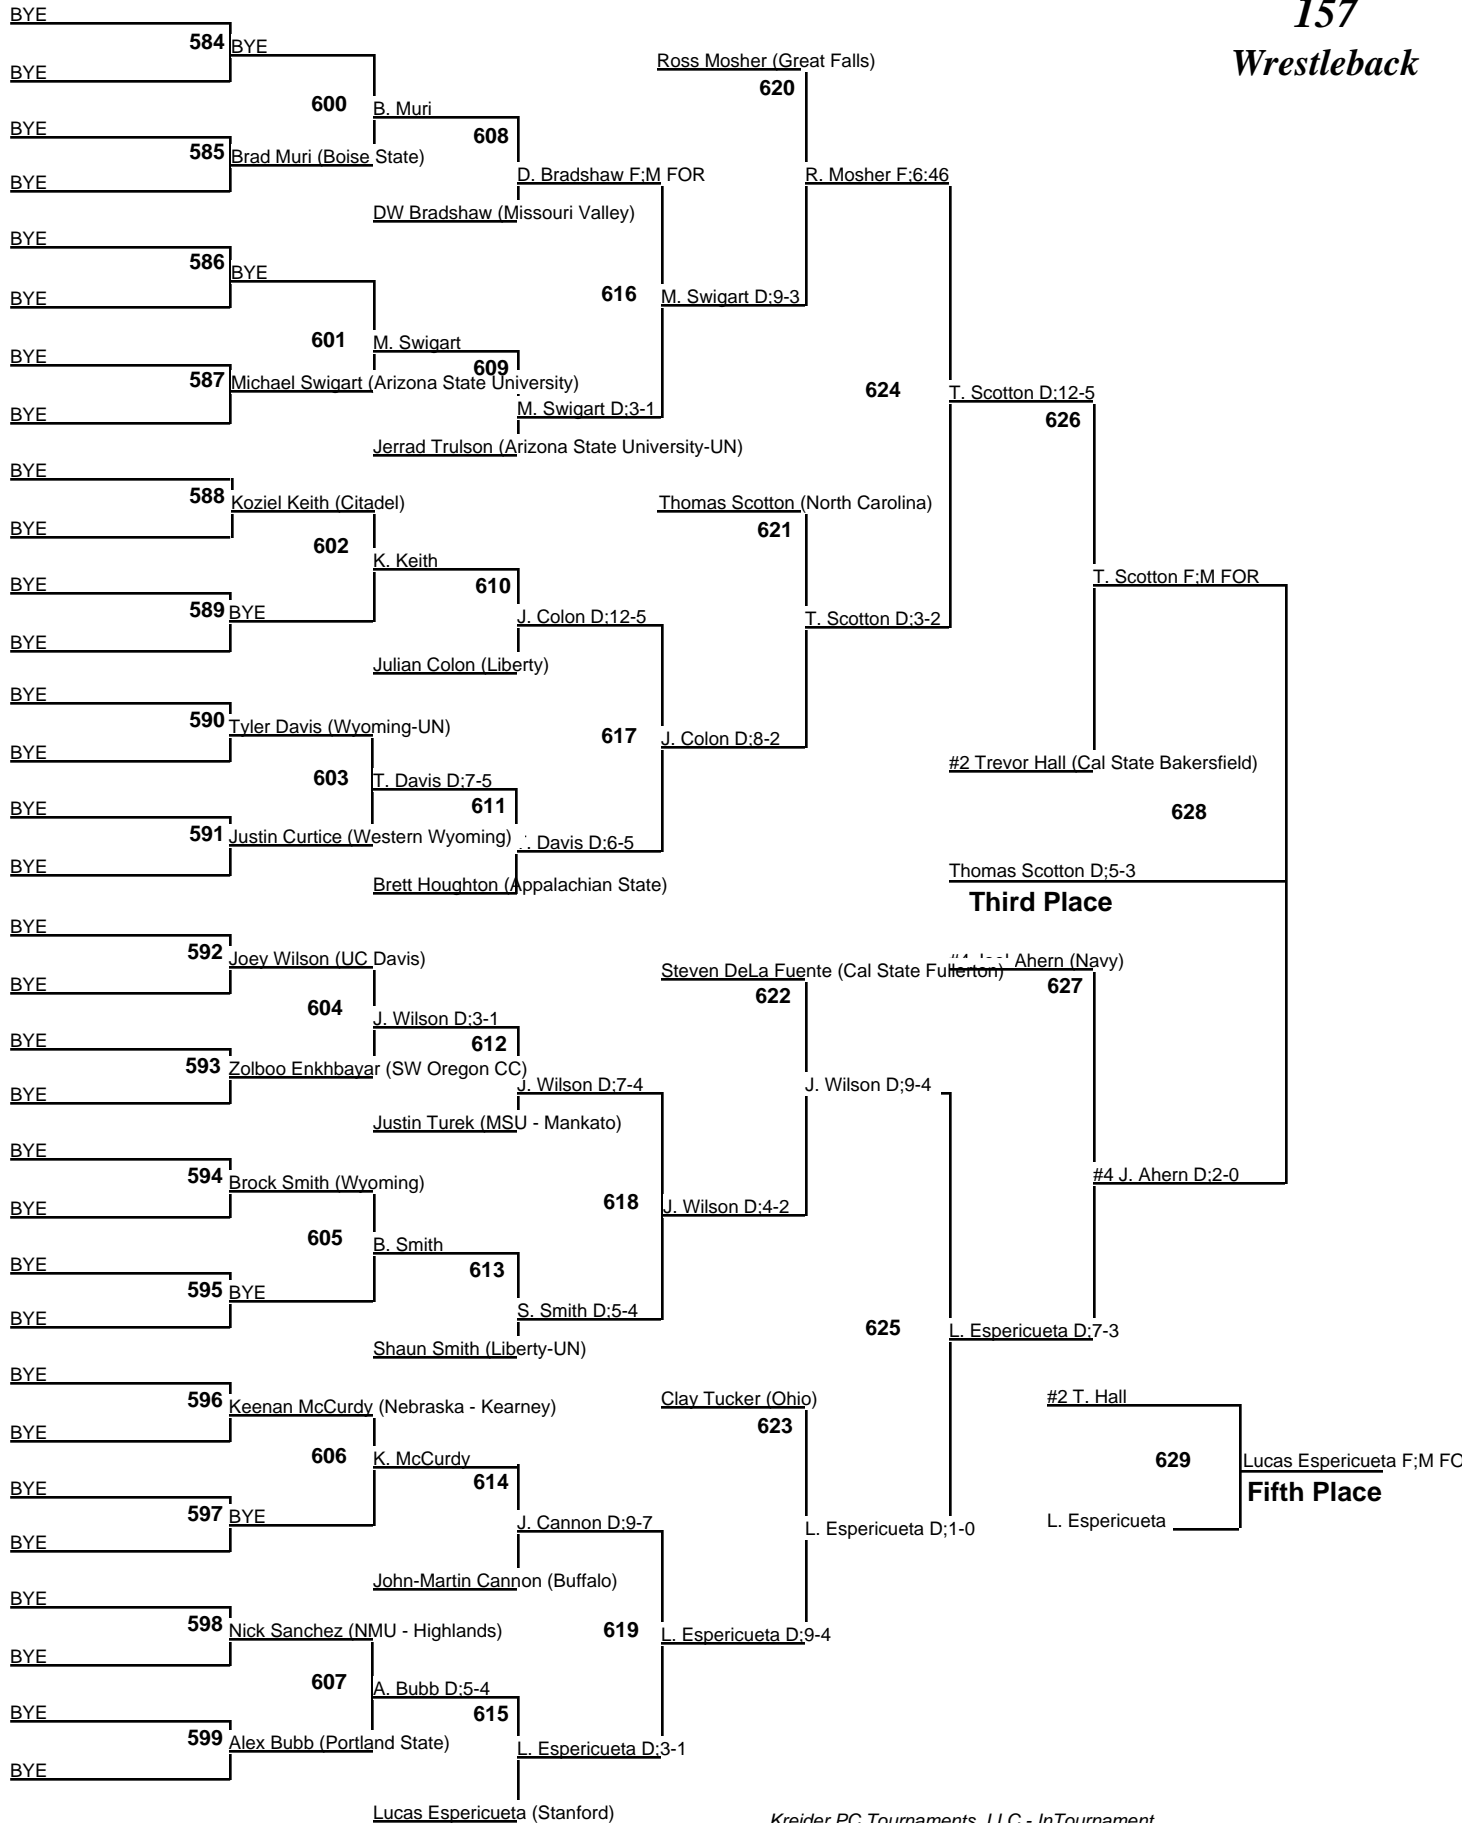 157
Wrestleback
BYE
584
BYE
BYE
600
B. Muri
BYE
585
Brad Muri (Boise State)
BYE
608
D. Bradshaw F;M FOR
DW Bradshaw (Missouri Valley)
BYE
586
BYE
BYE
601
M. Swigart
BYE
587
Michael Swigart (Arizona State University)
BYE
609
M. Swigart D;3-1
Jerrad Trulson (Arizona State University-UN)
616
M. Swigart D;9-3
Ross Mosher (Great Falls)
620
R. Mosher F;6:46
BYE
588
Koziel Keith (Citadel)
BYE
602
K. Keith
BYE
589
BYE
BYE
610
J. Colon D;12-5
Julian Colon (Liberty)
BYE
590
Tyler Davis (Wyoming-UN)
BYE
603
T. Davis D;7-5
BYE
591
Justin Curtice (Western Wyoming)
BYE
611
. Davis D;6-5
Brett Houghton (Appalachian State)
617
J. Colon D;8-2
Thomas Scotton (North Carolina)
621
T. Scotton D;3-2
624
T. Scotton D;12-5
626
T. Scotton F;M FOR
#2 Trevor Hall (Cal State Bakersfield)
628
Thomas Scotton D;5-3
Third Place
BYE
592
Joey Wilson (UC Davis)
BYE
604
J. Wilson D;3-1
BYE
593
Zolboo Enkhbayar (SW Oregon CC)
BYE
612
J. Wilson D;7-4
Justin Turek (MSU - Mankato)
BYE
594
Brock Smith (Wyoming)
BYE
605
B. Smith
BYE
595
BYE
BYE
613
S. Smith D;5-4
Shaun Smith (Liberty-UN)
618
J. Wilson D;4-2
Steven DeLa Fuente (Cal State Fullerton)
622
J. Wilson D;9-4
Ahern (Navy)
627
#4 J. Ahern D;2-0
BYE
596
Keenan McCurdy (Nebraska - Kearney)
BYE
606
K. McCurdy
BYE
597
BYE
BYE
614
J. Cannon D;9-7
John-Martin Cannon (Buffalo)
BYE
598
Nick Sanchez (NMU - Highlands)
BYE
607
A. Bubb D;5-4
BYE
599
Alex Bubb (Portland State)
BYE
615
L. Espericueta D;3-1
Lucas Espericueta (Stanford)
619
L. Espericueta D;9-4
Clay Tucker (Ohio)
623
L. Espericueta D;1-0
625
L. Espericueta D;7-3
#2 T. Hall
629
Lucas Espericueta F;M FO
Fifth Place
L. Espericueta
Kreider PC Tournaments, LLC - InTournament